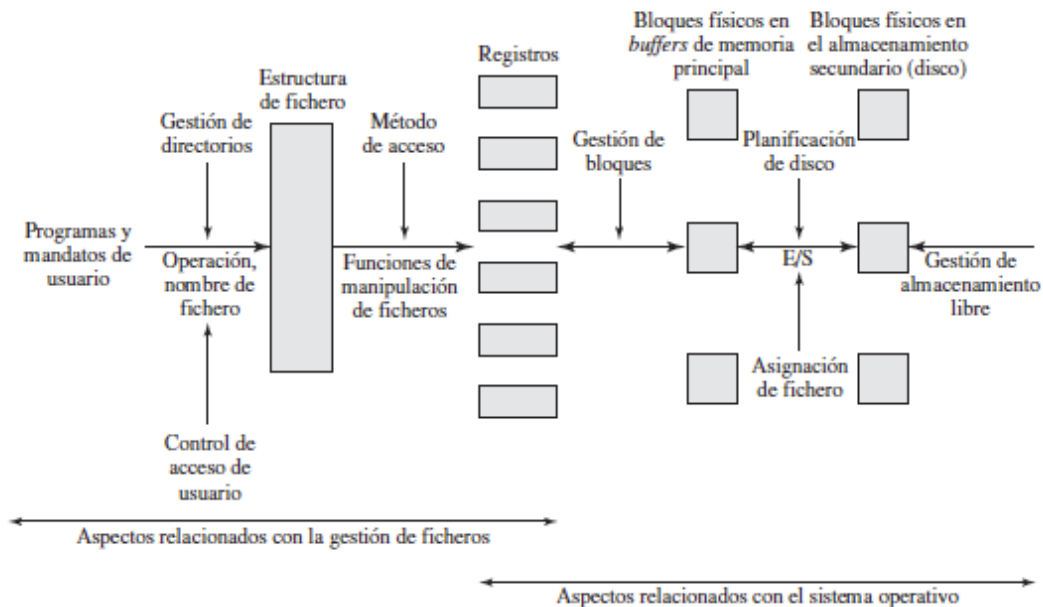 Bloques físicos en
buffers de memoria
principal
Bloques físicos en
el almacenamiento
secundario (disco)
Registros
Estructura
de fichero
Gestión de
directorios
Método
de acceso
Gestión de
bloques
Planificación
de disco
Programas y
mandatos de
usuario
Operación,
nombre de
fichero
Funciones de
manipulación
de ficheros
E/S
Gestión de
almacenamiento
libre
Asignación
de fichero
Control de
acceso de
usuario
Aspectos relacionados con la gestión de ficheros
Aspectos relacionados con el sistema operativo